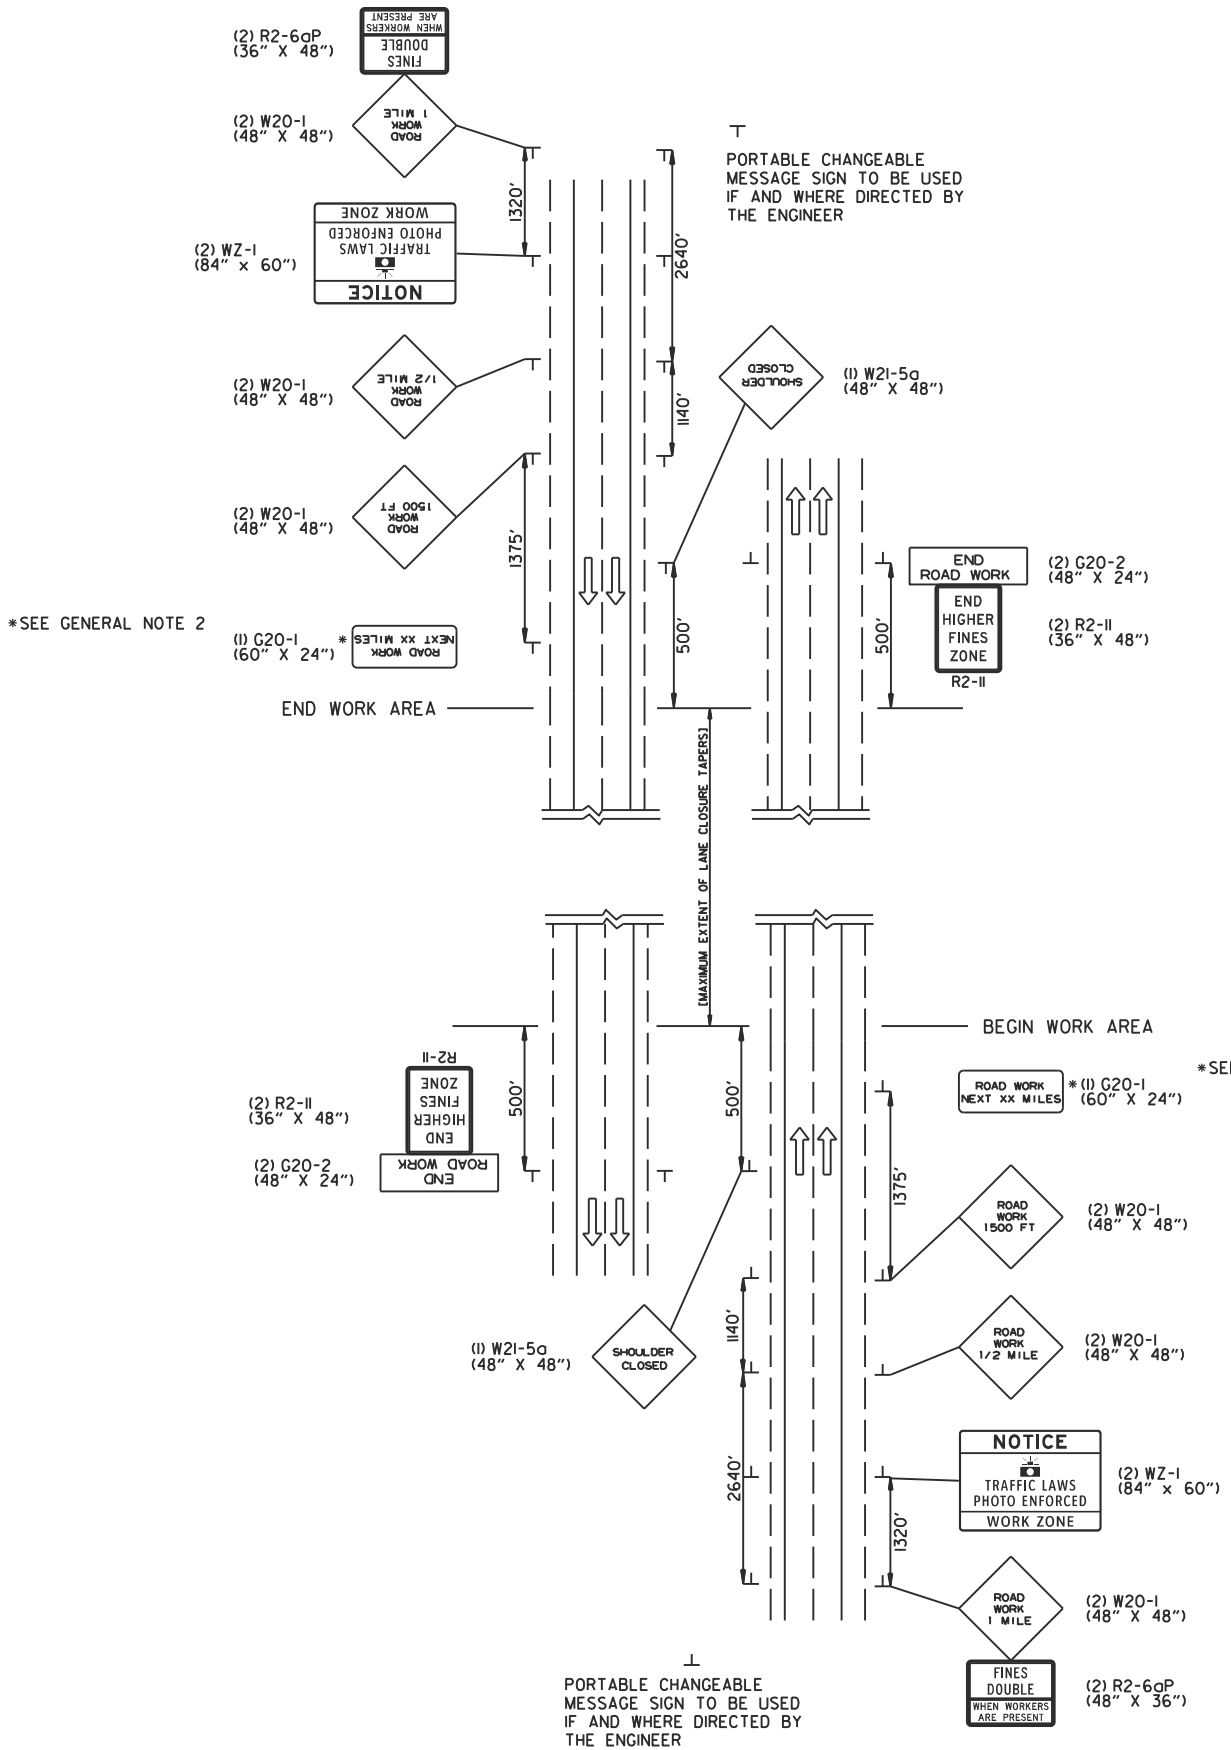 (2) R2-6aP
(36" X 48")
FINES
DOUBLE
WHEN WORKERS
ARE PRESENT
(2) W20-1
(48" X 48")
ROAD
WORK
1 MILE
1320'
PORTABLE CHANGEABLE
MESSAGE SIGN TO BE USED
IF AND WHERE DIRECTED BY
THE ENGINEER
(2) WZ-1
(84" x 60")
NOTICE
TRAFFIC LAWS
PHOTO ENFORCED
WORK ZONE
2640'
(2) W20-1
(48" X 48")
ROAD
WORK
1/2 MILE
1140'
SHOULDER
CLOSED
(1) W21-5a
(48" X 48")
(2) W20-1
(48" X 48")
ROAD
WORK
1500 FT
1375'
*SEE GENERAL NOTE 2
(1) G20-1
(60" X 24")
*
ROAD WORK
NEXT XX MILES
500'
500'
END
ROAD WORK
(2) G20-2
(48" X 24")
END
HIGHER
FINES
ZONE
R2-11
(2) R2-11
(36" X 48")
END WORK AREA
[MAXIMUM EXTENT OF LANE CLOSURE TAPERS]
BEGIN WORK AREA
R2-11
END
HIGHER
FINES
ZONE
(2) R2-11
(36" X 48")
500'
500'
END
ROAD WORK
(2) G20-2
(48" X 24")
ROAD WORK
NEXT XX MILES
*(1) G20-1
(60" X 24")
*SEE
1375'
ROAD
WORK
1500 FT
(2) W20-1
(48" X 48")
1140'
(1) W21-5a
(48" X 48")
SHOULDER
CLOSED
ROAD
WORK
1/2 MILE
(2) W20-1
(48" X 48")
2640'
NOTICE
TRAFFIC LAWS
PHOTO ENFORCED
WORK ZONE
(2) WZ-1
(84" x 60")
1320'
ROAD
WORK
1 MILE
(2) W20-1
(48" X 48")
FINES
DOUBLE
WHEN WORKERS
ARE PRESENT
(2) R2-6aP
(48" X 36")
PORTABLE CHANGEABLE
MESSAGE SIGN TO BE USED
IF AND WHERE DIRECTED BY
THE ENGINEER